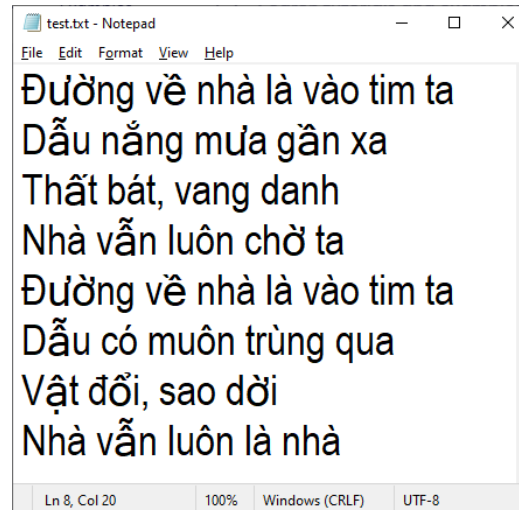 test.txt - Notepad
File Edit Format View Help
Đường về nhà là vào tim ta
Dẫu nắng mưa gần xa
Thất bát, vang danh
Nhà vẫn luôn chờ ta
Đường về nhà là vào tim ta
Dẫu có muôn trùng qua
Vật đổi, sao dời
Nhà vẫn luôn là nhà
Ln 8, Col 20 100% Windows (CRLF) UTF-8